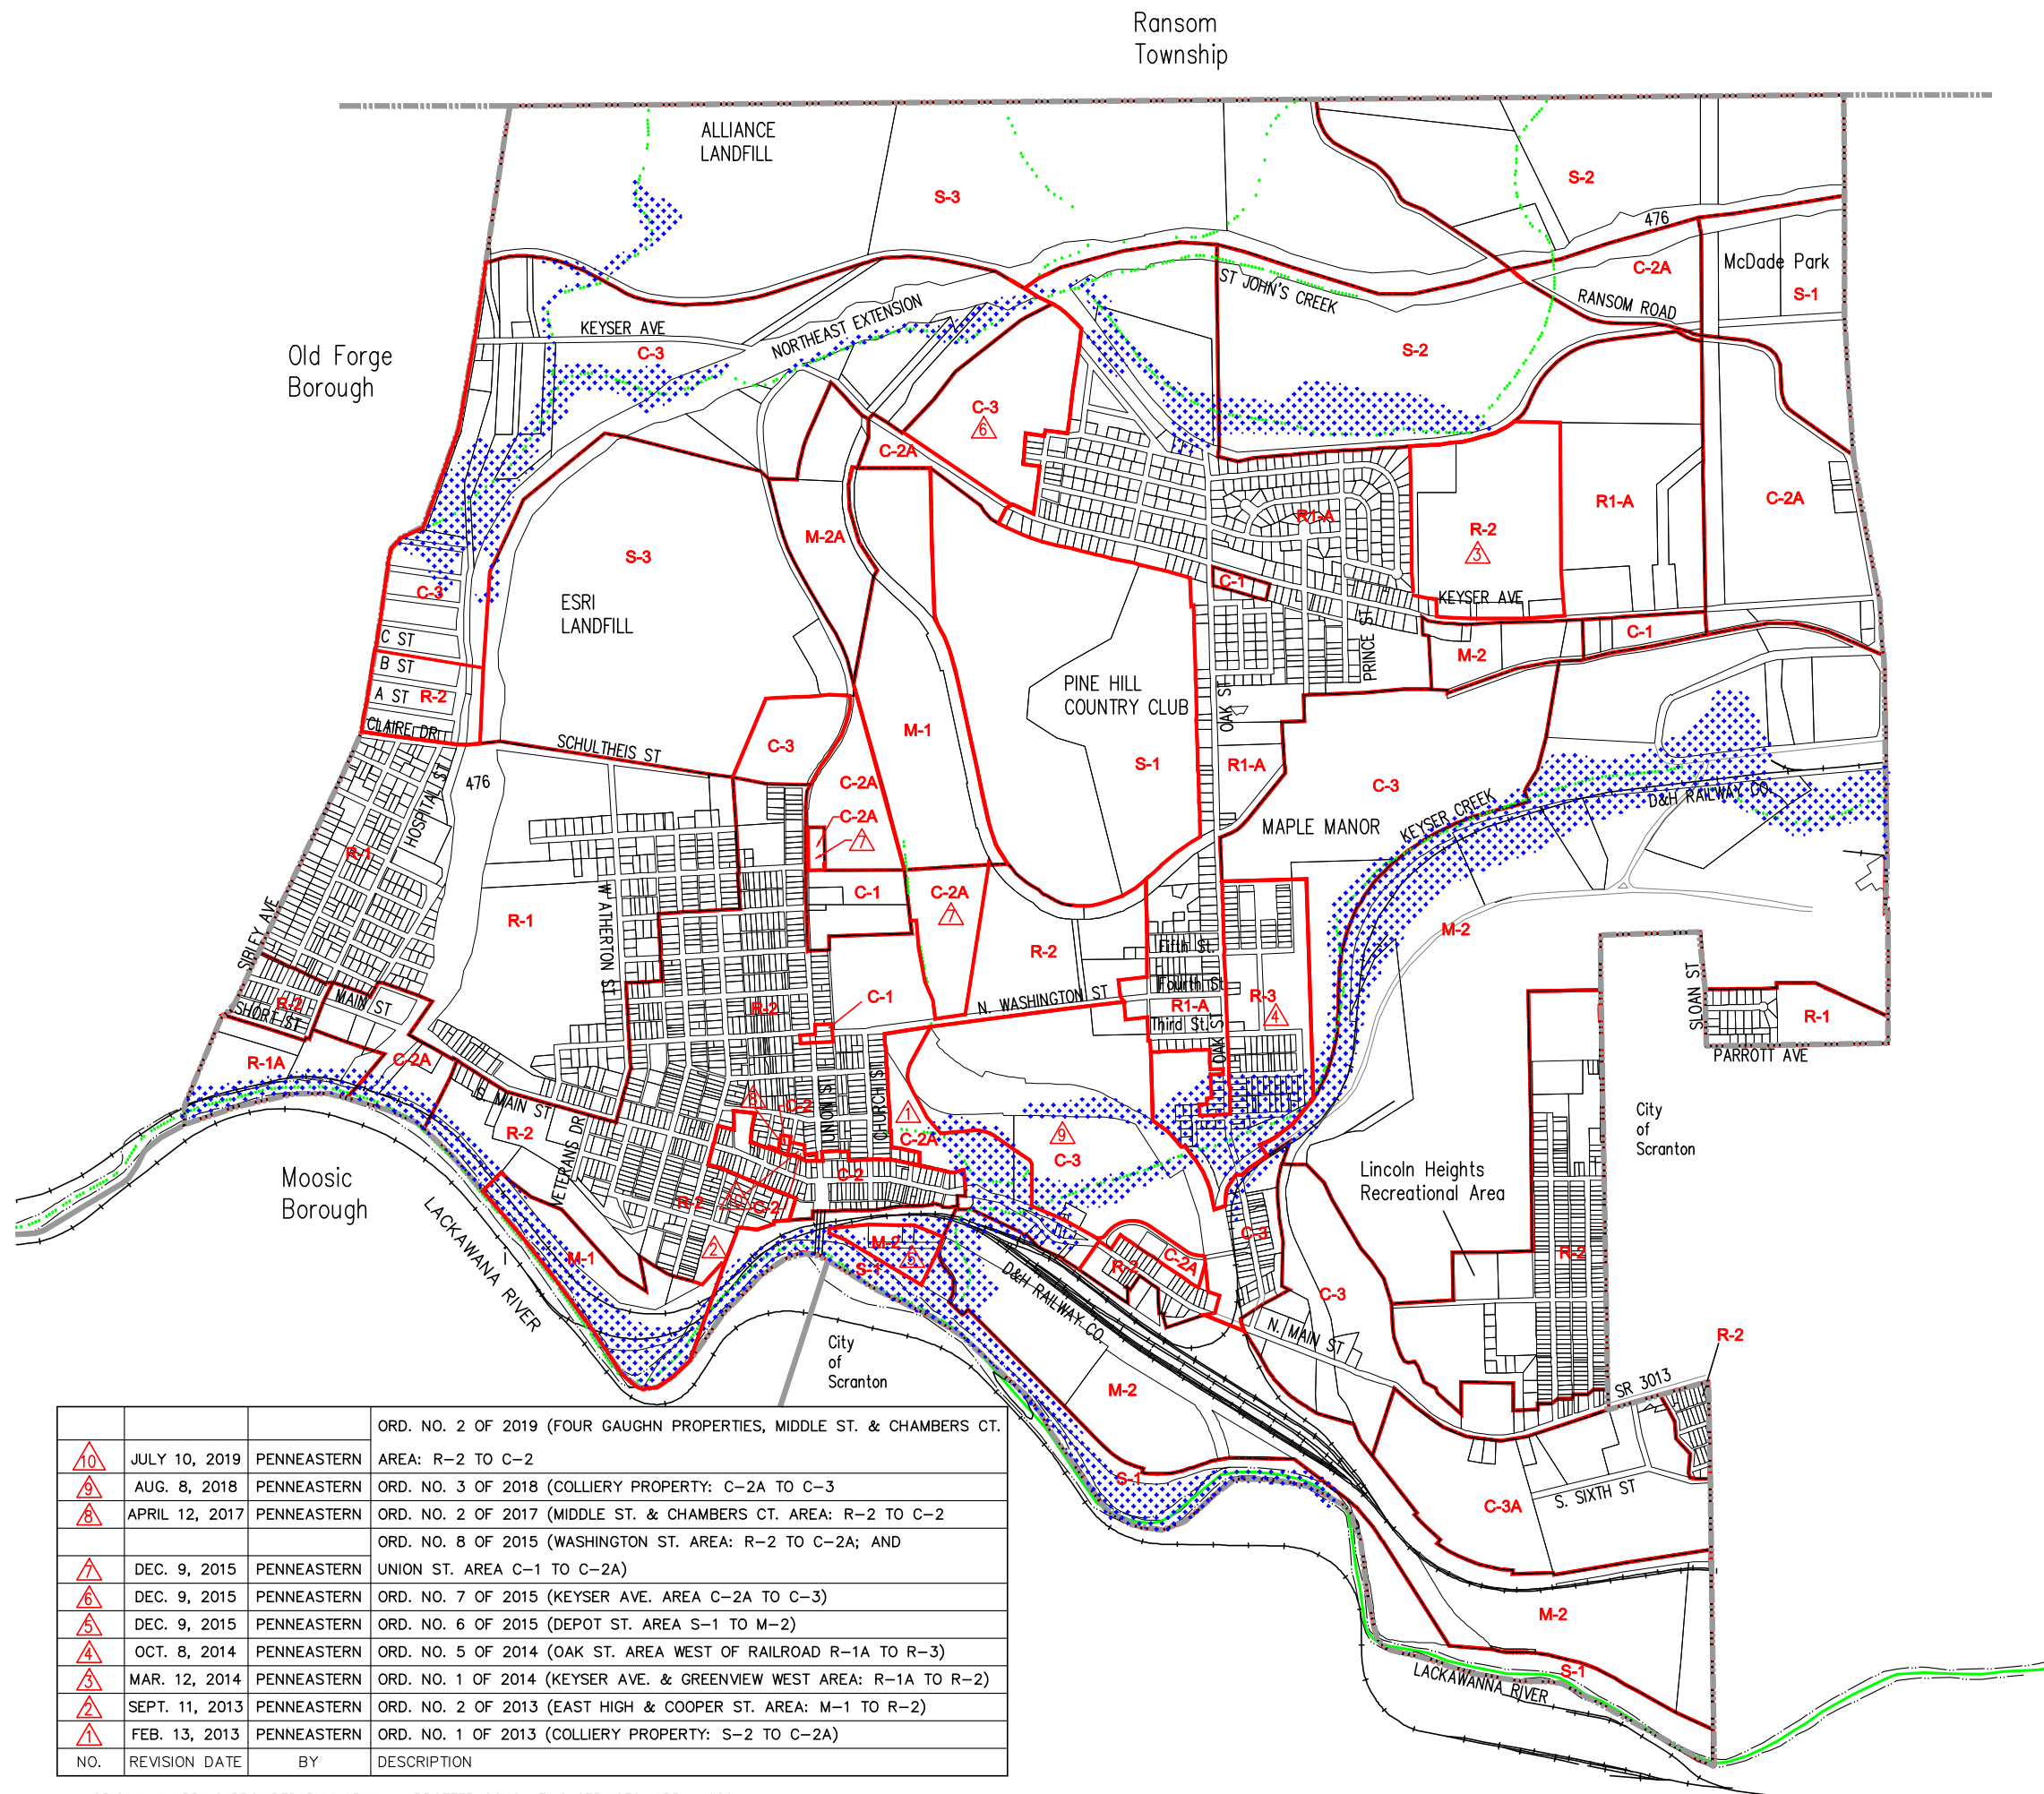 Ransom
Township
ALLIANCE
LANDFILL
S-3
S-2
476
C-2A
McDade Park
S-1
ST JOHN'S CREEK
RANSOM ROAD
NORTHEAST EXTENSION
KEYSER AVE
C-3
S-2
Old Forge
Borough
C-3
6
C-2A
R1-A
R-2
3
R1-A
C-2A
S-3
M-2A
ESRI
LANDFILL
C-3
C-1
KEYSER AVE
C-1
M-2
PRINCE ST
C ST
B ST
A ST
R-2
CLAIRE DR
PINE HILL
COUNTRY CLUB
OAK ST
M-1
S-1
R1-A
C-3
SCHULTHEIS ST
476
C-3
C-2A
C-2A
7
HOSPITAL ST
R-1
MAPLE MANOR
KEYSER CREEK
D&H RAILWAY CO.
SIBLEY AVE
R-1
W ATHERTON ST
C-1
C-2A
7
R-2
Fifth St.
Fourth St
R1-A
Third St.
OAK ST
R-3
4
M-2
R-2
MAIN ST
SHORT ST
R-2
C-1
N. WASHINGTON ST
SLOAN ST
R-1
PARROTT AVE
R-1A
C-2A
S. MAIN ST
R-2
VETERANS DR
8
C-2
UNION ST
CHURCH ST
1
C-2A
9
C-3
City
of
Scranton
Moosic
Borough
C-2
R-2
10
C-2
2
M-1
LACKAWANA RIVER
M-2
S-1
5
D&H RAILWAY CO.
R-2
C-2A
C-3
Lincoln Heights
Recreational Area
R-2
C-3
N. MAIN ST
R-2
City
of
Scranton
M-2
SR 3013
S-1
C-3A
S. SIXTH ST
M-2
S-1
LACKAWANNA RIVER
ORD. NO. 2 OF 2019 (FOUR GAUGHN PROPERTIES, MIDDLE ST. & CHAMBERS CT.
10 JULY 10, 2019 PENNEASTERN AREA: R-2 TO C-2
9 AUG. 8, 2018 PENNEASTERN ORD. NO. 3 OF 2018 (COLLIERY PROPERTY: C-2A TO C-3
8 APRIL 12, 2017 PENNEASTERN ORD. NO. 2 OF 2017 (MIDDLE ST. & CHAMBERS CT. AREA: R-2 TO C-2
ORD. NO. 8 OF 2015 (WASHINGTON ST. AREA: R-2 TO C-2A; AND
7 DEC. 9, 2015 PENNEASTERN UNION ST. AREA C-1 TO C-2A)
6 DEC. 9, 2015 PENNEASTERN ORD. NO. 7 OF 2015 (KEYSER AVE. AREA C-2A TO C-3)
5 DEC. 9, 2015 PENNEASTERN ORD. NO. 6 OF 2015 (DEPOT ST. AREA S-1 TO M-2)
4 OCT. 8, 2014 PENNEASTERN ORD. NO. 5 OF 2014 (OAK ST. AREA WEST OF RAILROAD R-1A TO R-3)
3 MAR. 12, 2014 PENNEASTERN ORD. NO. 1 OF 2014 (KEYSER AVE. & GREENVIEW WEST AREA: R-1A TO R-2)
2 SEPT. 11, 2013 PENNEASTERN ORD. NO. 2 OF 2013 (EAST HIGH & COOPER ST. AREA: M-1 TO R-2)
1 FEB. 13, 2013 PENNEASTERN ORD. NO. 1 OF 2013 (COLLIERY PROPERTY: S-2 TO C-2A)
NO. REVISION DATE BY DESCRIPTION